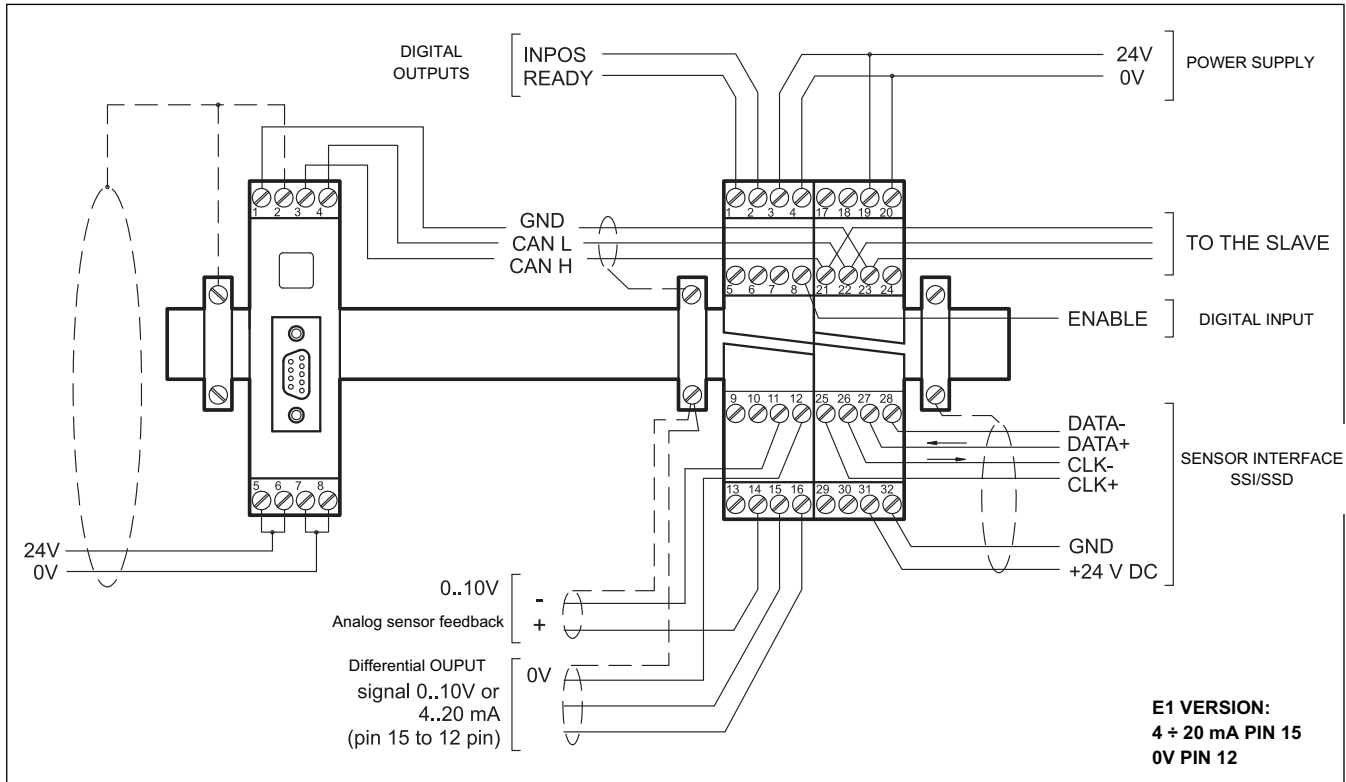 DIGITAL
OUTPUTS
INPOS
READY
24V
0V
POWER SUPPLY
1 2 3 4
1 2 3 4 17 18 19 20
GND
CAN L
CAN H
TO THE SLAVE
5 6 7 8 21 22 23 24
ENABLE
DIGITAL INPUT
9 10 11 12 25 26 27 28
DATA-
DATA+
CLK-
CLK+
SENSOR INTERFACE
SSI/SSD
5 6 7 8
13 14 15 16 29 30 31 32
24V
0V
GND
+24 V DC
0..10V
-
Analog sensor feedback
+
Differential OUPUT
0V
signal 0..10V or
4..20 mA
(pin 15 to 12 pin)
E1 VERSION:
4 ÷ 20 mA PIN 15
0V PIN 12